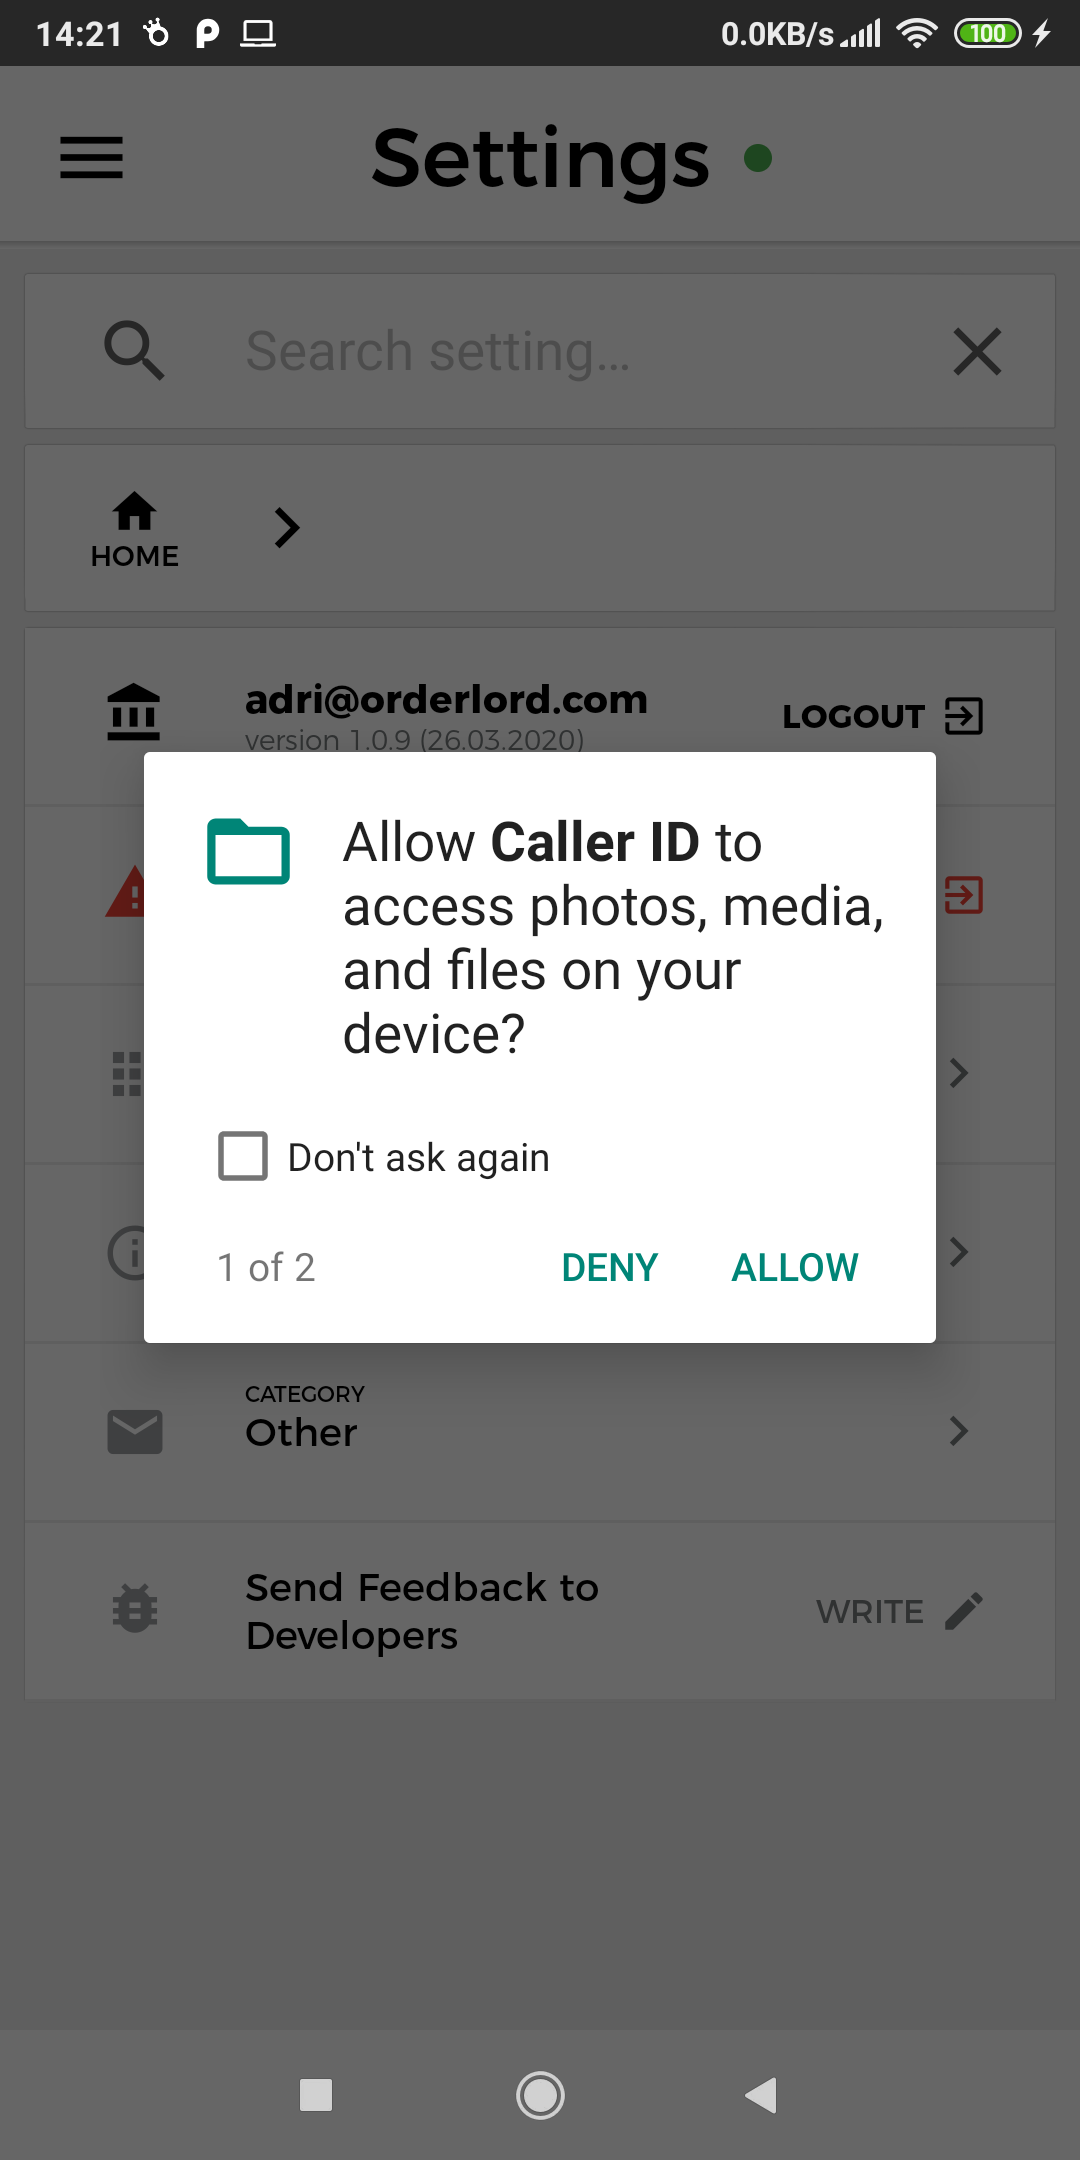 14:21
0.0KB/s 100
Settings
Search setting...
HOME
adri@orderlord.com
LOGOUT
version 1.0.9 (26.03.2020)
Allow Caller ID to
access photos, media,
and files on your
device?
Don't ask again
1 of 2
DENY
ALLOW
CATEGORY
Other
Send Feedback to
Developers
WRITE